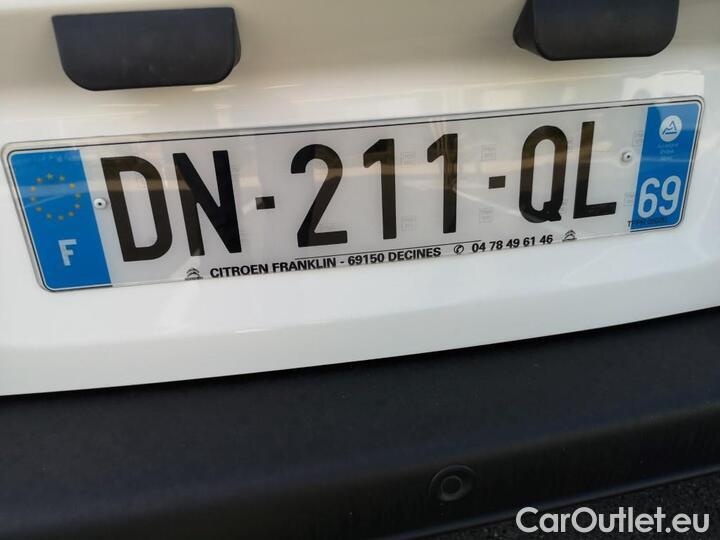 F DN-211-QL 69
CITROEN FRANKLIN - 69150 DECINES ✆ 04 78 49 61 46
CarOutlet.eu